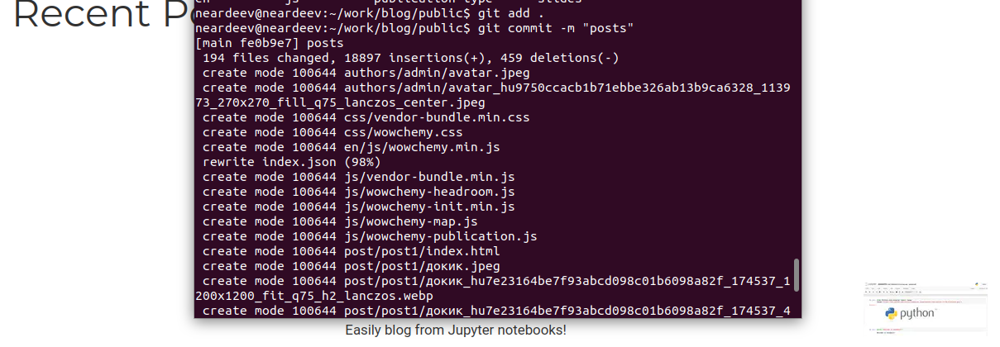 Recent Po
neardeev@neardeev:~/work/blog/public$ git add .
neardeev@neardeev:~/work/blog/public$ git commit -m "posts"
[main fe0b9e7] posts
194 files changed, 18897 insertions(+), 459 deletions(-)
create mode 100644 authors/admin/avatar.jpeg
create mode 100644 authors/admin/avatar_hu9750ccacb1b71ebbe326ab13b9ca6328_1139
73_270x270_fill_q75_lanczos_center.jpeg
create mode 100644 css/vendor-bundle.min.css
create mode 100644 css/wowchemy.css
create mode 100644 en/js/wowchemy.min.js
rewrite index.json (98%)
create mode 100644 js/vendor-bundle.min.js
create mode 100644 js/wowchemy-headroom.js
create mode 100644 js/wowchemy-init.min.js
create mode 100644 js/wowchemy-map.js
create mode 100644 js/wowchemy-publication.js
create mode 100644 post/post1/index.html
create mode 100644 post/post1/докик.jpeg
create mode 100644 post/post1/докик_hu7e23164be7f93abcd098c01b6098a82f_174537_1
200x1200_fit_q75_h2_lanczos.webp
create mode 100644 post/post1/докик_hu7e23164be7f93abcd098c01b6098a82f_174537_4
python
Easily blog from Jupyter notebooks!